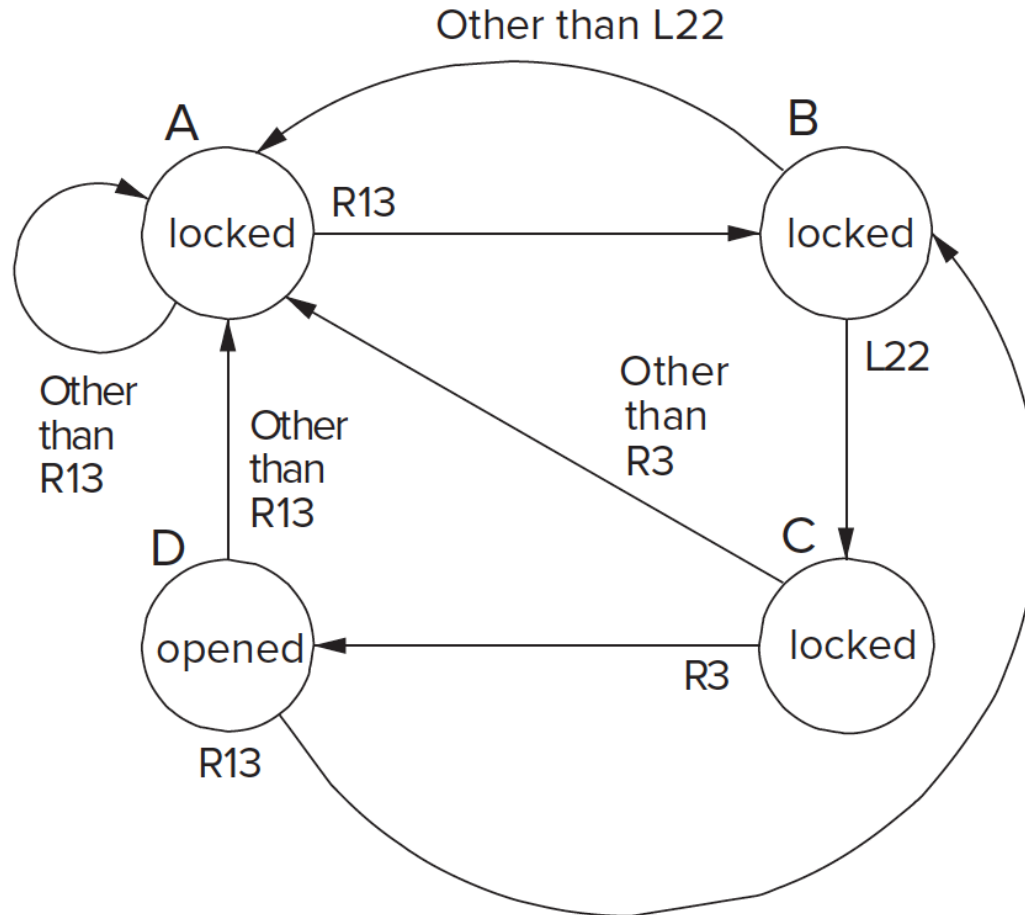 Other than L22
A
B
locked
R13
locked
L22
Other
than
R13
Other
than
R13
Other
than
R3
D
C
opened
R3
locked
R13